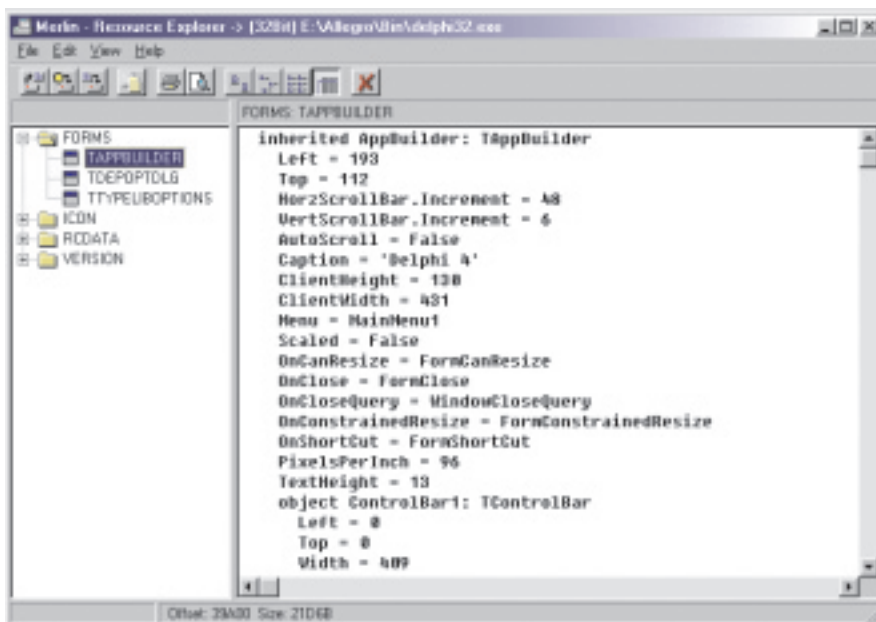 Merlin - Resource Explorer -> [32Bit] E:\Allegro\Bin\delphi32.exe
File Edit View Help
FORMS: TAPPBUILDER
FORMS
TAPPBUILDER
TDEPOPTDLG
TTYPELIBOPTIONS
ICON
RCDATA
VERSION
inherited AppBuilder: TAppBuilder
Left = 193
Top = 112
HorzScrollBar.Increment = 48
VertScrollBar.Increment = 6
AutoScroll = False
Caption = 'Delphi 4'
ClientHeight = 130
ClientWidth = 431
Menu = MainMenu1
Scaled = False
OnCanResize = FormCanResize
OnClose = FormClose
OnCloseQuery = WindowCloseQuery
OnConstrainedResize = FormConstrainedResize
OnShortCut = FormShortCut
PixelsPerInch = 96
TextHeight = 13
object ControlBar1: TControlBar
Left = 0
Top = 0
Width = 409
Offset: 39A00 Size: 21D6B